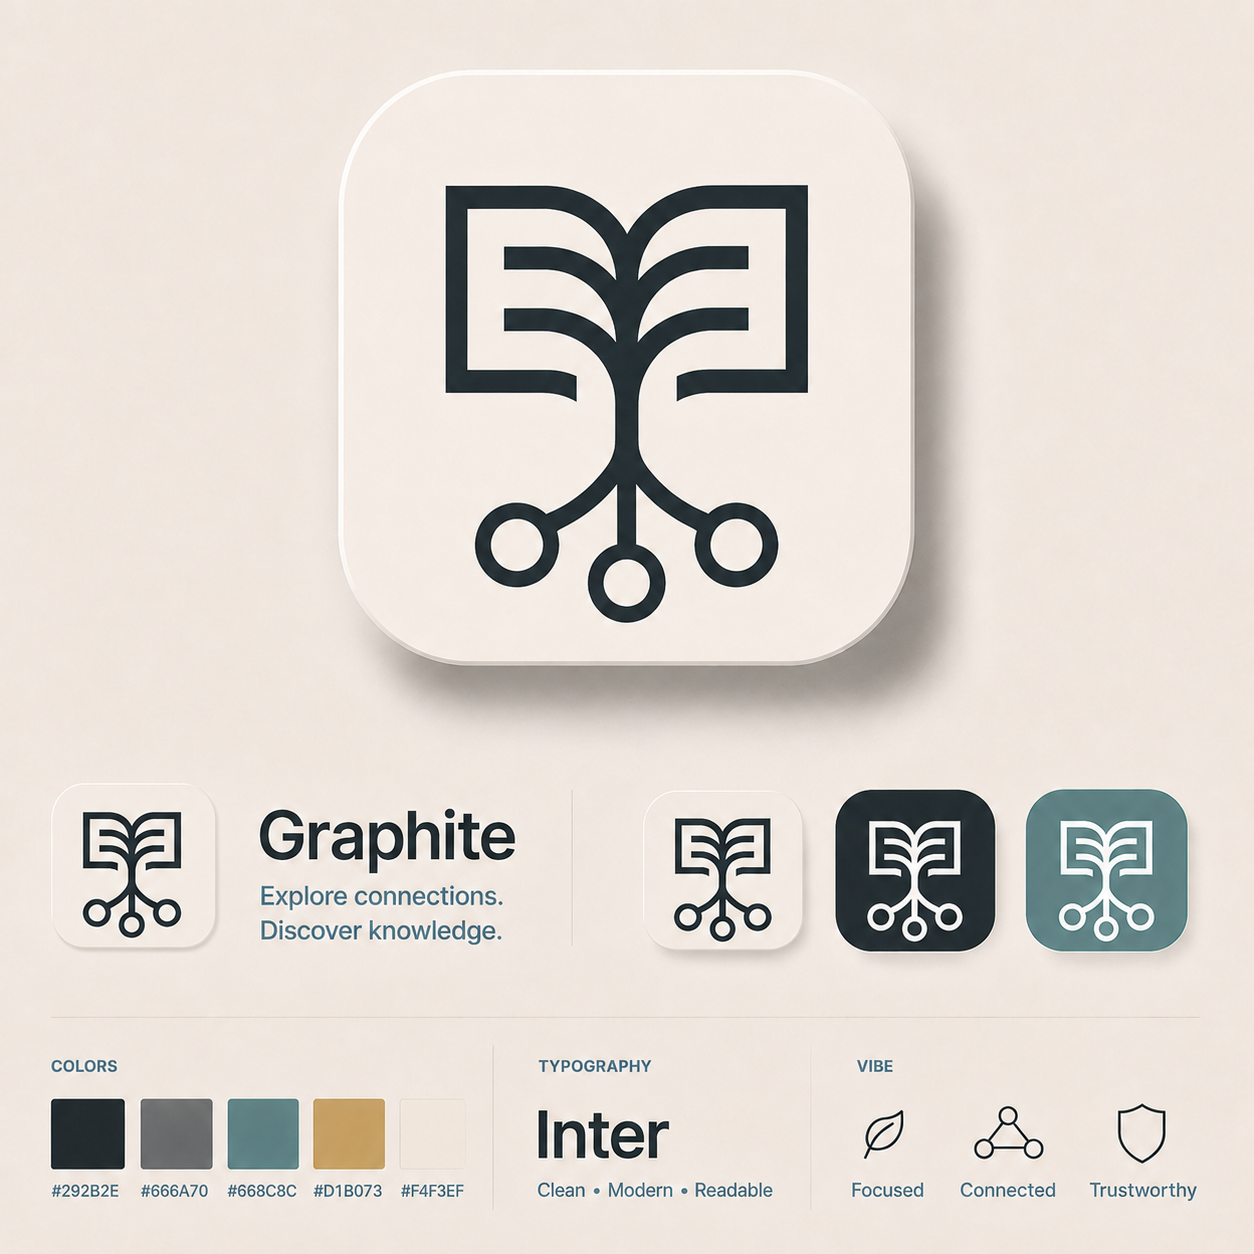 Graphite
Explore connections.
Discover knowledge.
COLORS
#292B2E #666A70 #668C8C #D1B073 #F4F3EF
TYPOGRAPHY
Inter
Clean • Modern • Readable
VIBE
Focused Connected Trustworthy